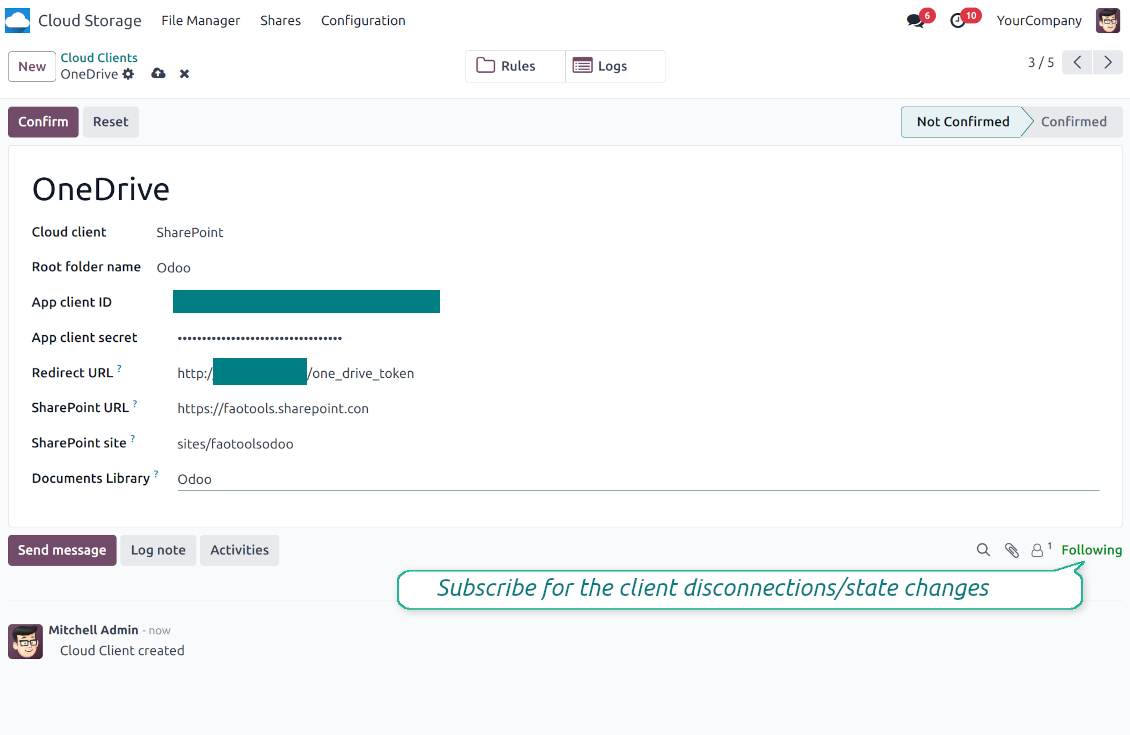 Cloud Storage File Manager Shares Configuration 6 10 YourCompany
New Cloud Clients Rules Logs 3 / 5
OneDrive
Confirm Reset Not Confirmed Confirmed
OneDrive
Cloud client SharePoint
Root folder name Odoo
App client ID
App client secret ••••••••••••••••••••••••••••••••••
Redirect URL ? http:/ /one_drive_token
SharePoint URL ? https://faotools.sharepoint.con
SharePoint site ? sites/faotoolsodoo
Documents Library ? Odoo
Send message Log note Activities 1 Following
Subscribe for the client disconnections/state changes
Mitchell Admin - now
Cloud Client created